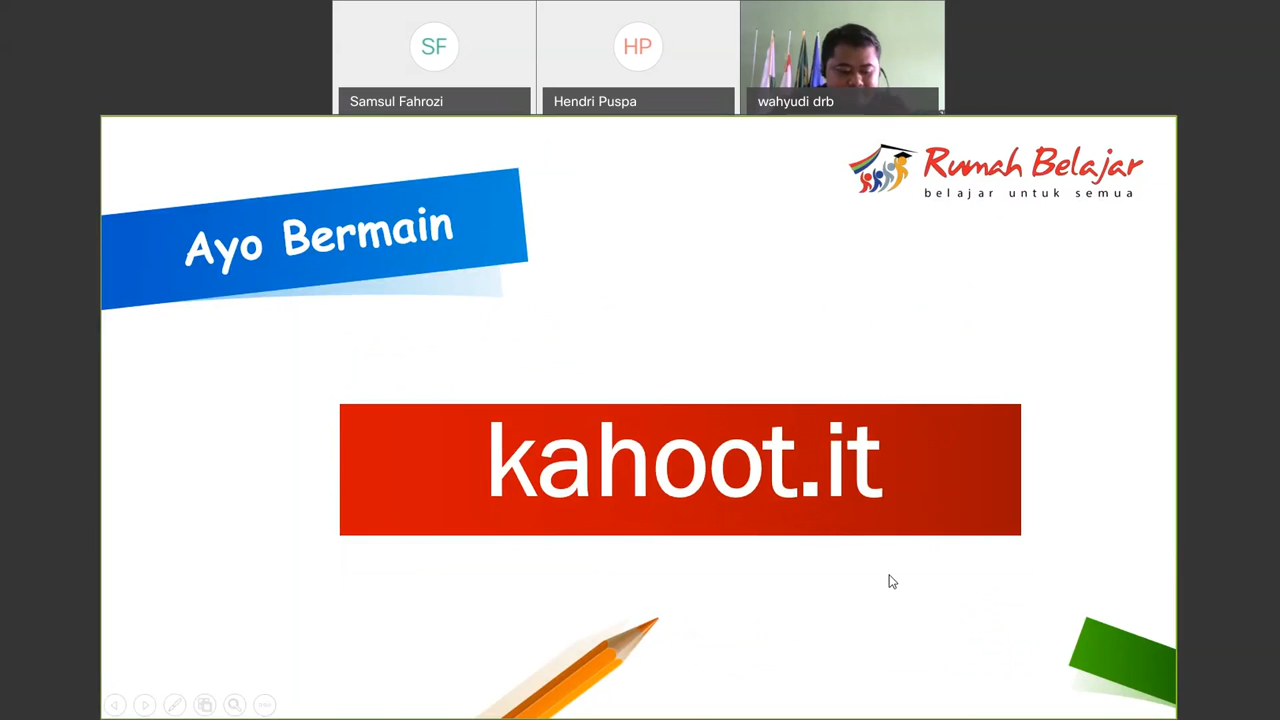 SF
HP
Samsul Fahrozi
Hendri Puspa
wahyudi drb
Rumah Belajar
belajar untuk semua
Ayo Bermain
kahoot.it